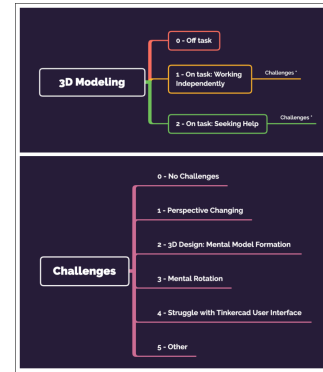 0 - Off task
3D Modeling
1 - On task: Working
Independently
Challenges *
2 - On task: Seeking Help
Challenges *
0 - No Challenges
1 - Perspective Changing
2 - 3D Design: Mental Model Formation
Challenges
3 - Mental Rotation
4 - Struggle with Tinkercad User Interface
5 - Other